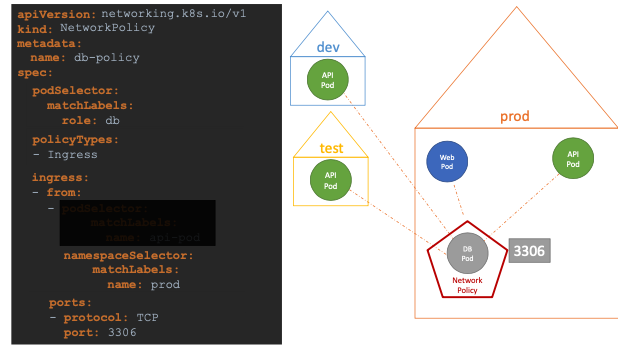 apiVersion: networking.k8s.io/v1
kind: NetworkPolicy
metadata:
  name: db-policy
spec:
  podSelector:
    matchLabels:
      role: db
  policyTypes:
  - Ingress
  ingress:
  - from:
    - podSelector:
        matchLabels:
          name: api-pod
      namespaceSelector:
        matchLabels:
          name: prod
    ports:
    - protocol: TCP
      port: 3306
dev
API
Pod
test
API
Pod
prod
Web
Pod
API
Pod
DB
Pod
3306
Network
Policy